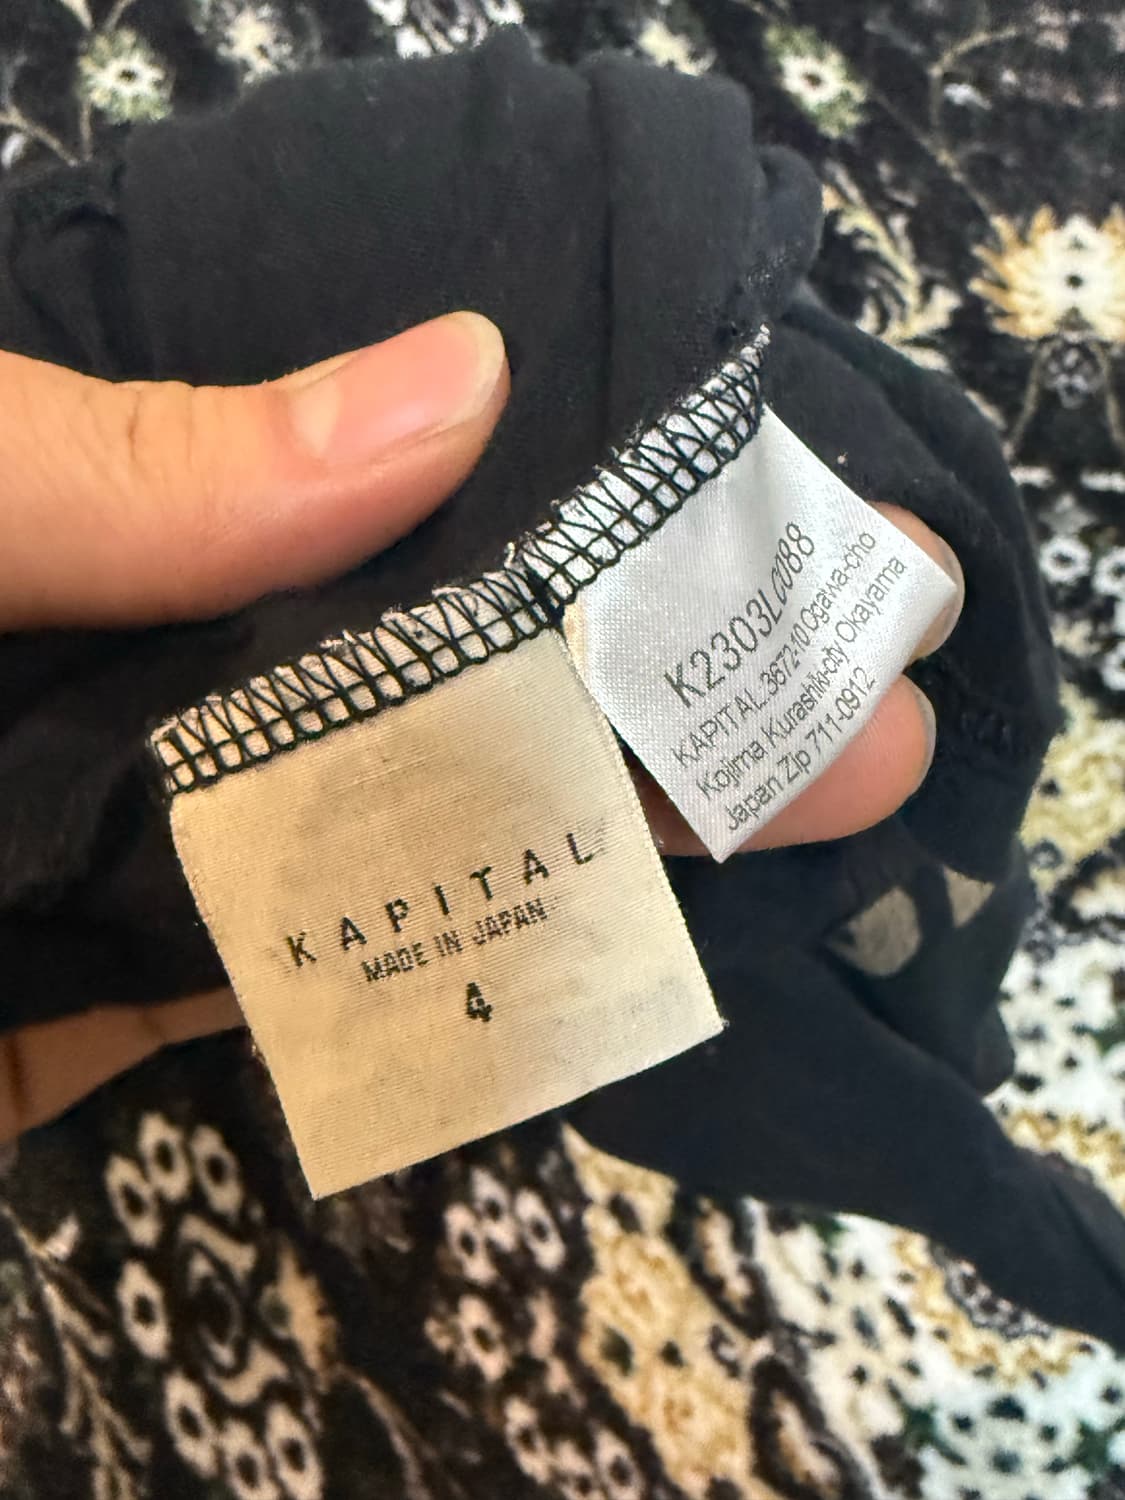 KAPITAL
MADE IN JAPAN
4
K2303LC088
KAPITAL.3672-10.Ogawa-cho
Kojima Kurashiki-city Okayama
Japan Zip 711-0912